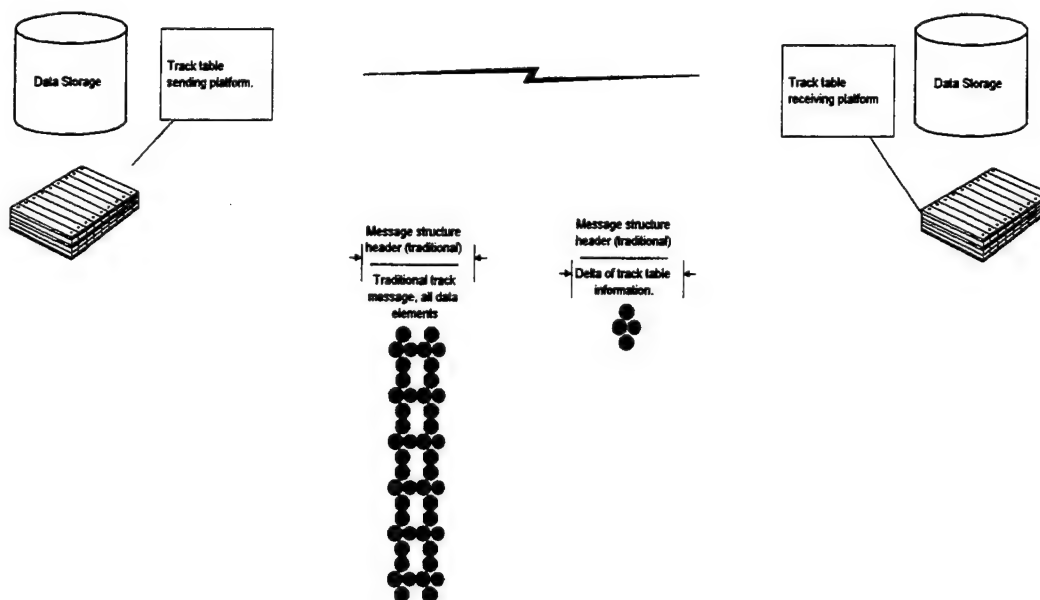 Data Storage
Track table
sending platform.
Track table
receiving platform
Data Storage
Message structure
header (traditional)
Traditional track
message, all data
elements
Message structure
header (traditional)
Delta of track table
information.